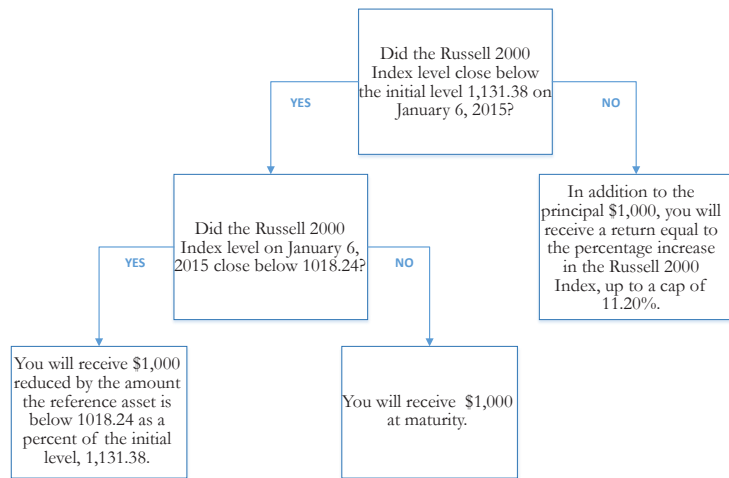 Did the Russell 2000
Index level close below
the initial level 1,131.38 on
January 6, 2015?
YES
NO
Did the Russell 2000
Index level on January 6,
2015 close below 1018.24?
In addition to the
principal $1,000, you will
receive a return equal to
the percentage increase
in the Russell 2000
Index, up to a cap of
11.20%.
YES
NO
You will receive $1,000
reduced by the amount
the reference asset is
below 1018.24 as a
percent of the initial
level, 1,131.38.
You will receive $1,000
at maturity.